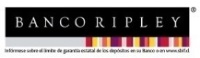 BANCO RIPLEY®
Infórmese sobre el límite de garantía estatal de los depósitos en su Banco o en www.sbif.cl